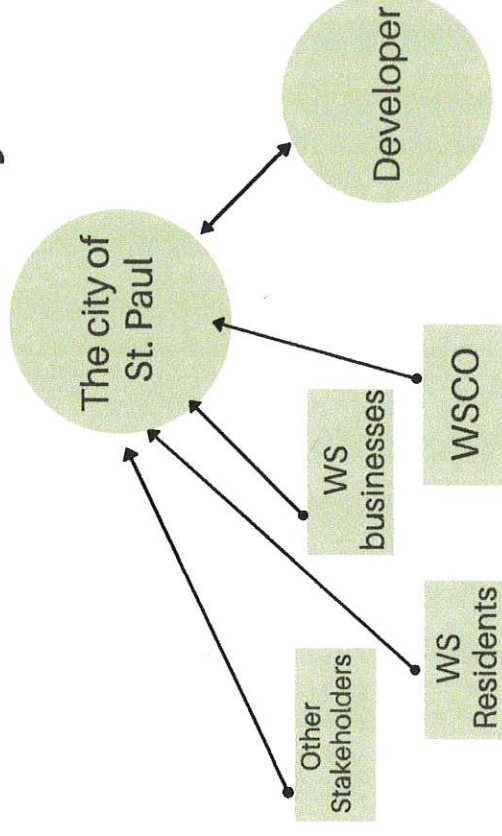 The city of
St. Paul
Developer
Other
Stakeholders
WS
businesses
WS
Residents
WSCO